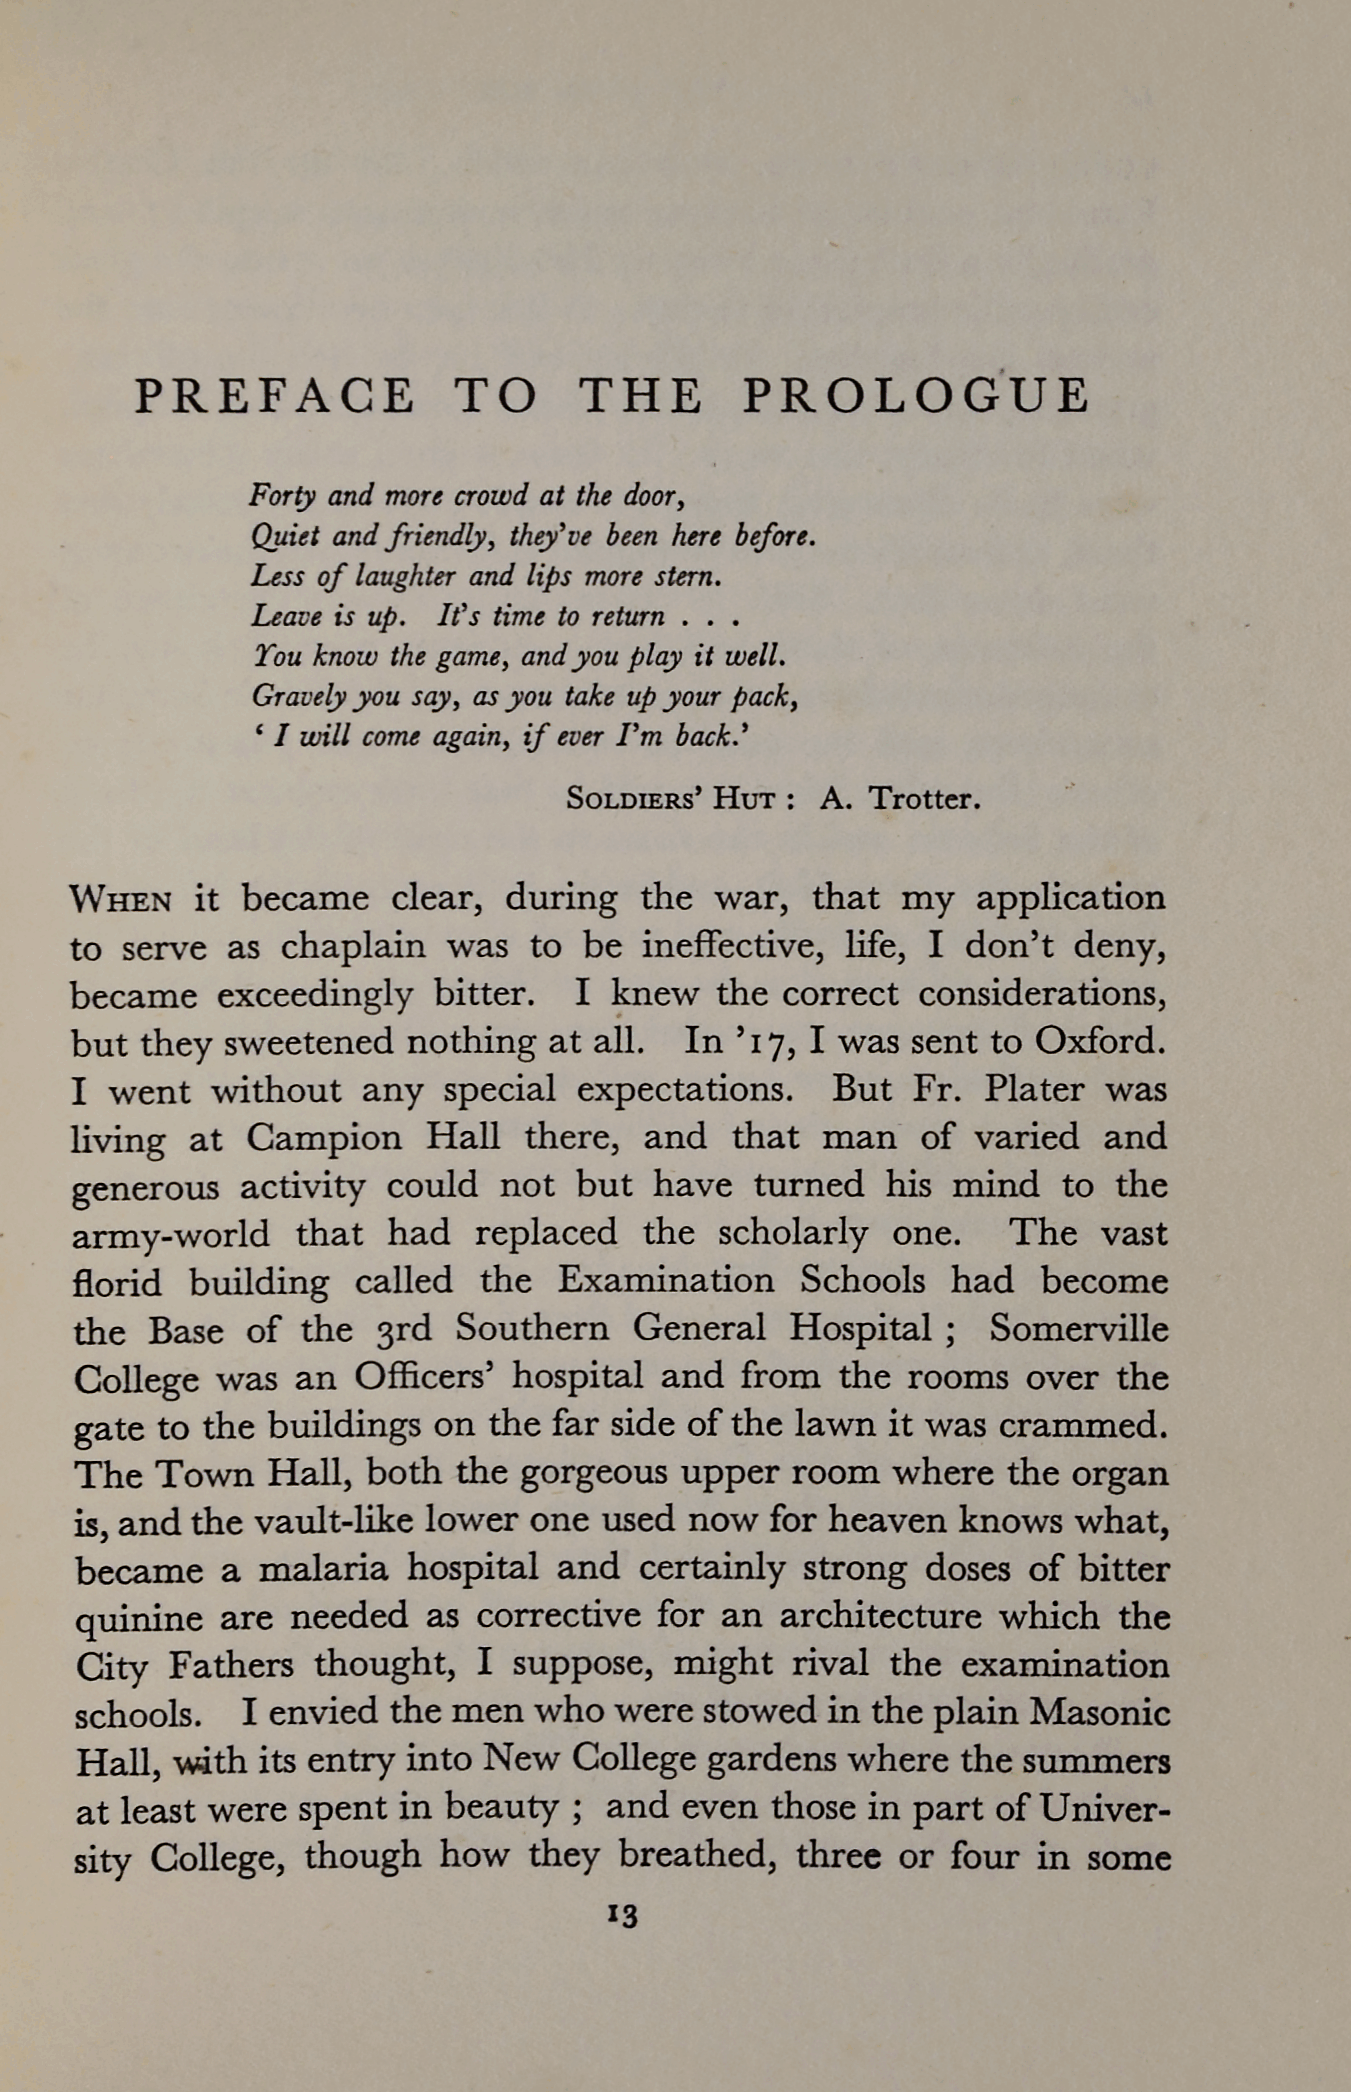 PREFACE TO THE PROLOGUE
Forty and more crowd at the door,
Quiet and friendly, they've been here before.
Less of laughter and lips more stern.
Leave is up. It's time to return . . .
You know the game, and you play it well.
Gravely you say, as you take up your pack,
‘ I will come again, if ever I'm back.’
SOLDIERS' HUT : A. Trotter.
WHEN it became clear, during the war, that my application
to serve as chaplain was to be ineffective, life, I don't deny,
became exceedingly bitter. I knew the correct considerations,
but they sweetened nothing at all. In '17, I was sent to Oxford.
I went without any special expectations. But Fr. Plater was
living at Campion Hall there, and that man of varied and
generous activity could not but have turned his mind to the
army-world that had replaced the scholarly one. The vast
florid building called the Examination Schools had become
the Base of the 3rd Southern General Hospital ; Somerville
College was an Officers' hospital and from the rooms over the
gate to the buildings on the far side of the lawn it was crammed.
The Town Hall, both the gorgeous upper room where the organ
is, and the vault-like lower one used now for heaven knows what,
became a malaria hospital and certainly strong doses of bitter
quinine are needed as corrective for an architecture which the
City Fathers thought, I suppose, might rival the examination
schools. I envied the men who were stowed in the plain Masonic
Hall, with its entry into New College gardens where the summers
at least were spent in beauty ; and even those in part of Univer-
sity College, though how they breathed, three or four in some
13